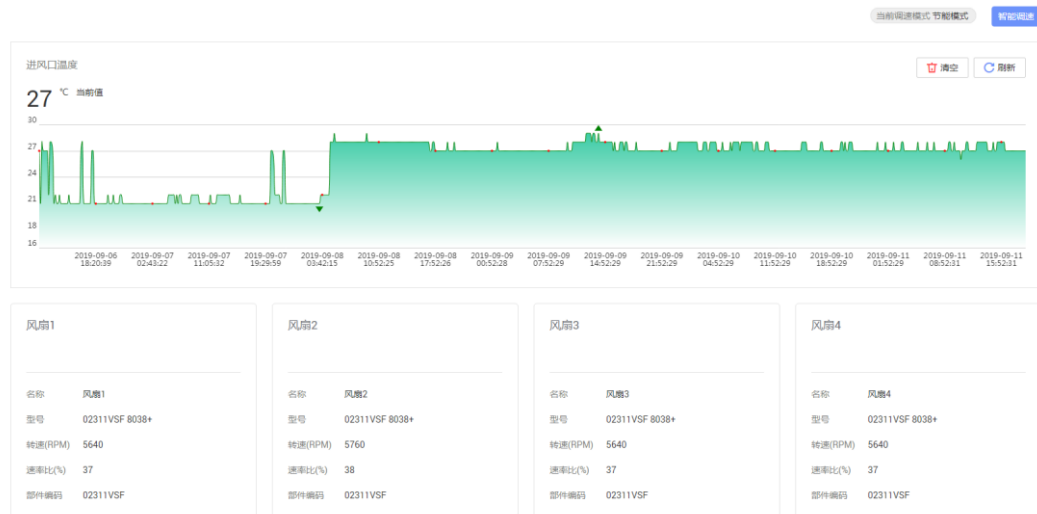 当前调速模式 节能模式 智能调速
进风口温度
清空 刷新
27 ℃ 当前值
30
27
24
21
18
16
2019-09-06 18:20:39
2019-09-07 02:43:22
2019-09-07 11:05:32
2019-09-07 19:29:59
2019-09-08 03:42:15
2019-09-08 10:52:25
2019-09-08 17:52:26
2019-09-09 00:52:28
2019-09-09 07:52:29
2019-09-09 14:52:29
2019-09-09 21:52:29
2019-09-10 04:52:29
2019-09-10 11:52:29
2019-09-10 18:52:29
2019-09-11 01:52:29
2019-09-11 08:52:31
2019-09-11 15:52:31
风扇1
名称 风扇1
型号 02311VSF 8038+
转速(RPM) 5640
速率比(%) 37
部件编码 02311VSF
风扇2
名称 风扇2
型号 02311VSF 8038+
转速(RPM) 5760
速率比(%) 38
部件编码 02311VSF
风扇3
名称 风扇3
型号 02311VSF 8038+
转速(RPM) 5640
速率比(%) 37
部件编码 02311VSF
风扇4
名称 风扇4
型号 02311VSF 8038+
转速(RPM) 5640
速率比(%) 37
部件编码 02311VSF